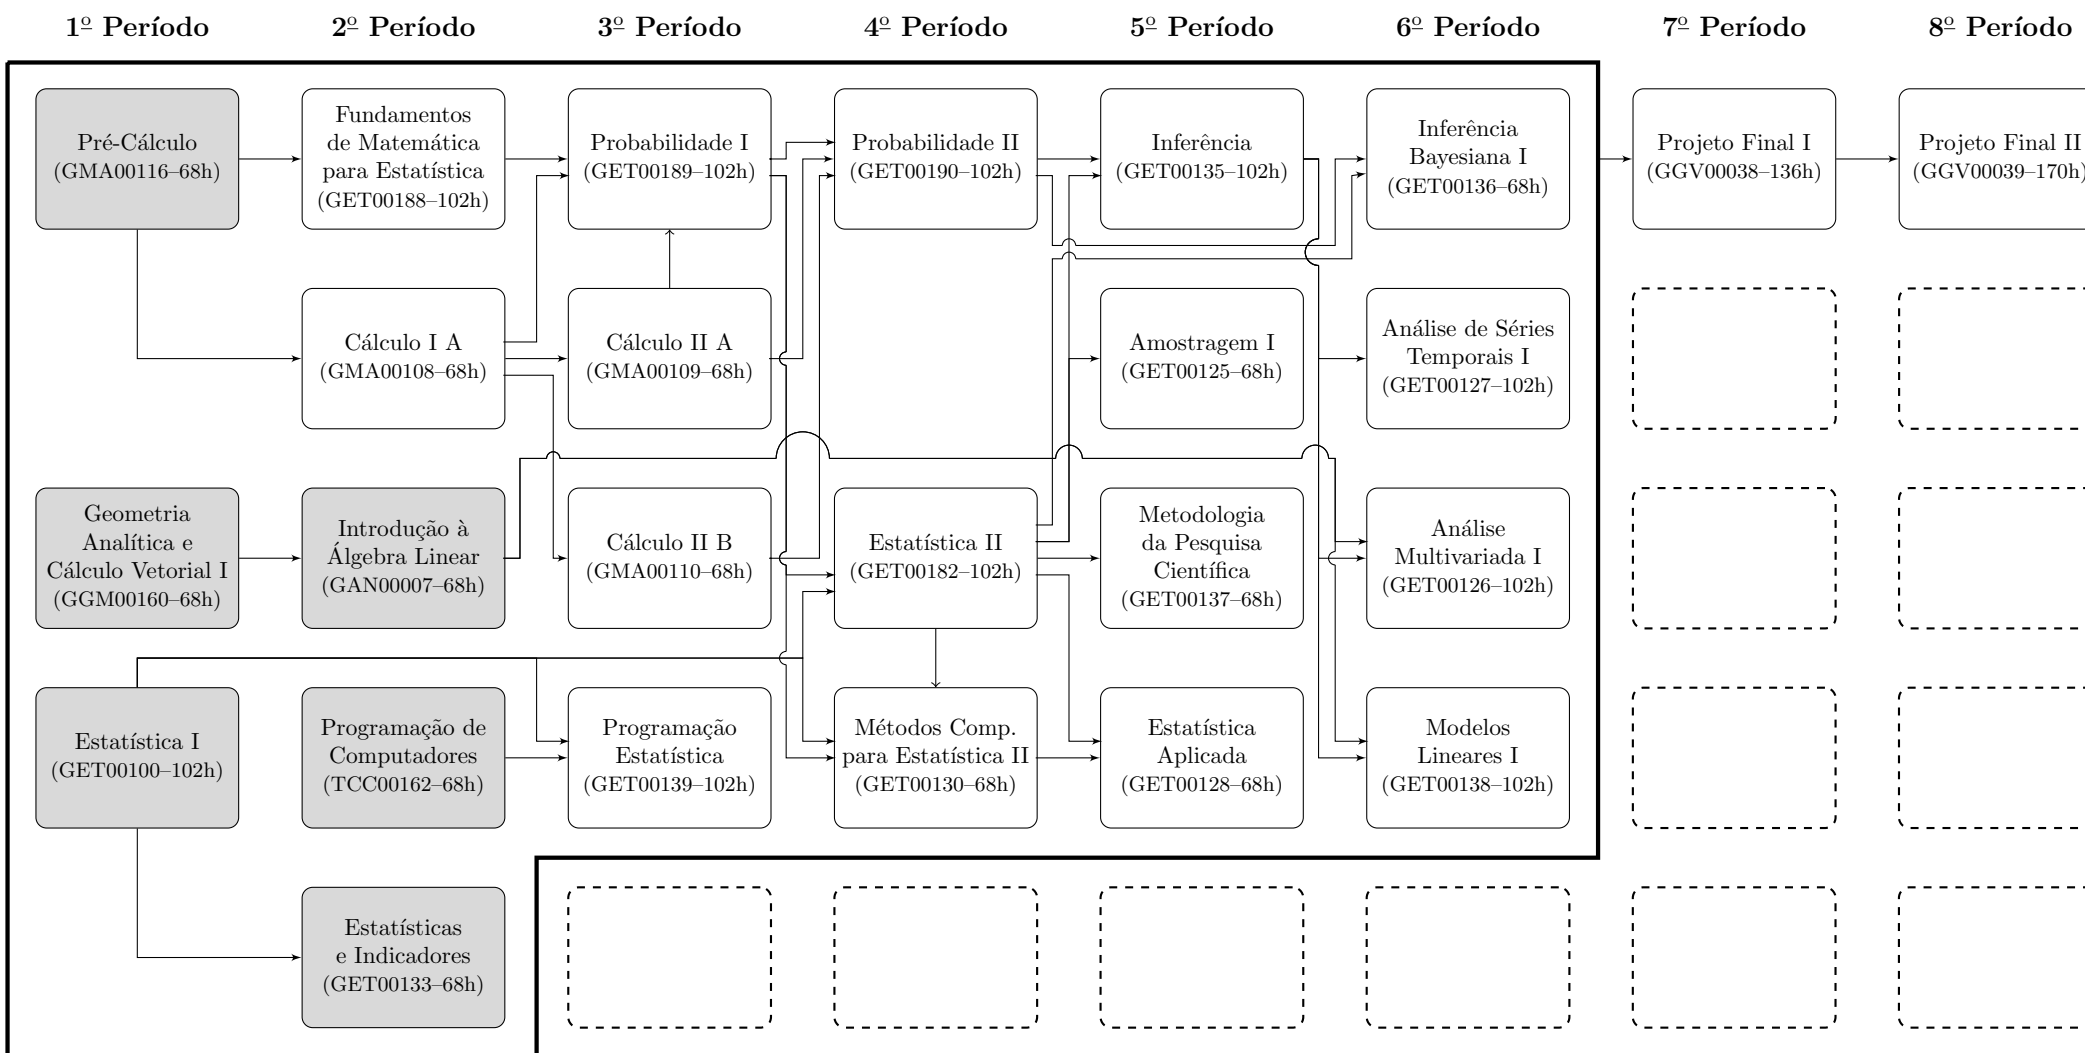 1º Período
2º Período
3º Período
4º Período
5º Período
6º Período
7º Período
8º Período
Pré-Cálculo
(GMA00116–68h)
Fundamentos
de Matemática
para Estatística
(GET00188–102h)
Probabilidade I
(GET00189–102h)
Probabilidade II
(GET00190–102h)
Inferência
(GET00135–102h)
Inferência
Bayesiana I
(GET00136–68h)
Projeto Final I
(GGV00038–136h)
Projeto Final II
(GGV00039–170h)
Cálculo I A
(GMA00108–68h)
Cálculo II A
(GMA00109–68h)
Amostragem I
(GET00125–68h)
Análise de Séries
Temporais I
(GET00127–102h)
Geometria
Analítica e
Cálculo Vetorial I
(GGM00160–68h)
Introdução à
Álgebra Linear
(GAN00007–68h)
Cálculo II B
(GMA00110–68h)
Estatística II
(GET00182–102h)
Metodologia
da Pesquisa
Científica
(GET00137–68h)
Análise
Multivariada I
(GET00126–102h)
Estatística I
(GET00100–102h)
Programação de
Computadores
(TCC00162–68h)
Programação
Estatística
(GET00139–102h)
Métodos Comp.
para Estatística II
(GET00130–68h)
Estatística
Aplicada
(GET00128–68h)
Modelos
Lineares I
(GET00138–102h)
Estatísticas
e Indicadores
(GET00133–68h)